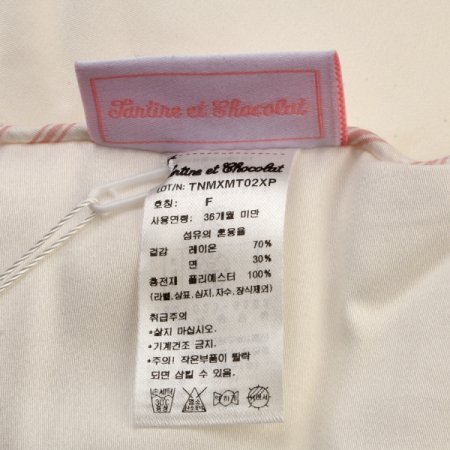 Tartine et Chocolat
Tartine et Chocolat
LOT/N: TNMXMT02XP
호칭: F
사용연령: 36개월 미만
섬유의 혼용율
겉감 레이온 70%
면 30%
충전재 폴리에스터 100%
(라벨,상표,심지,자수,장식제외)
취급주의
•삶지 마십시오.
•기계건조 금지.
•주의! 작은부품이 탈락
되면 삼킬 수 있음.